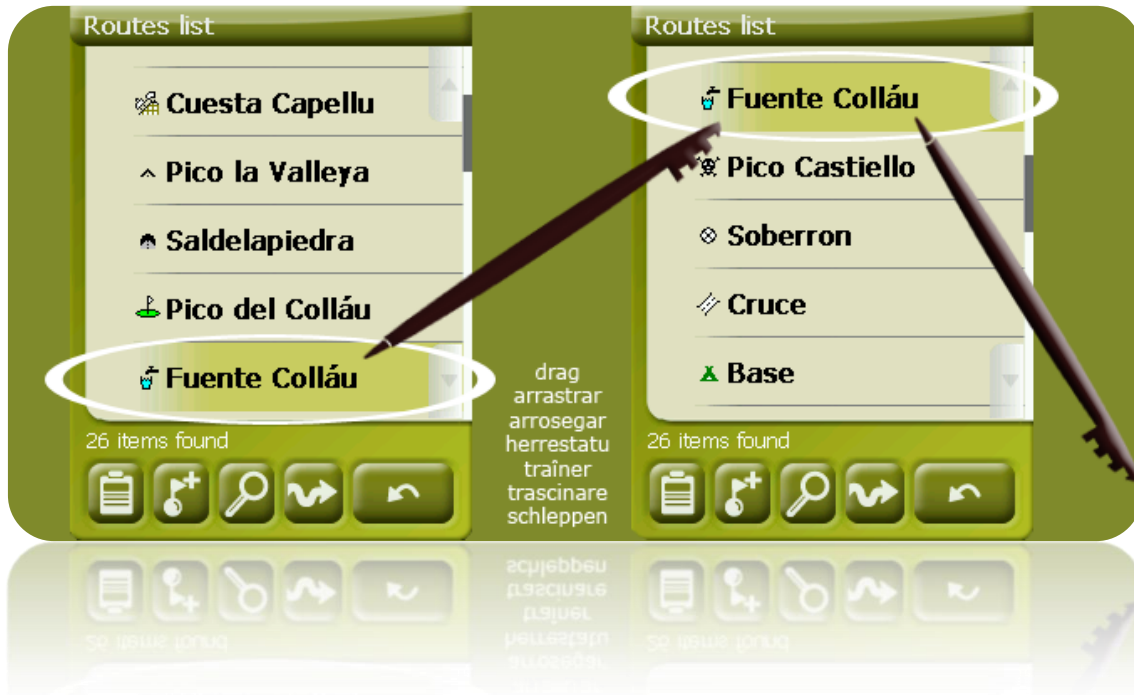 Routes list
Cuesta Capellu
Pico la Valleya
Saldelapiedra
Pico del Colláu
Fuente Colláu
26 items found
drag
arrastrar
arrosegar
herrestatu
traîner
trascinare
schleppen
Routes list
Fuente Colláu
Pico Castiello
Soberron
Cruce
Base
26 items found